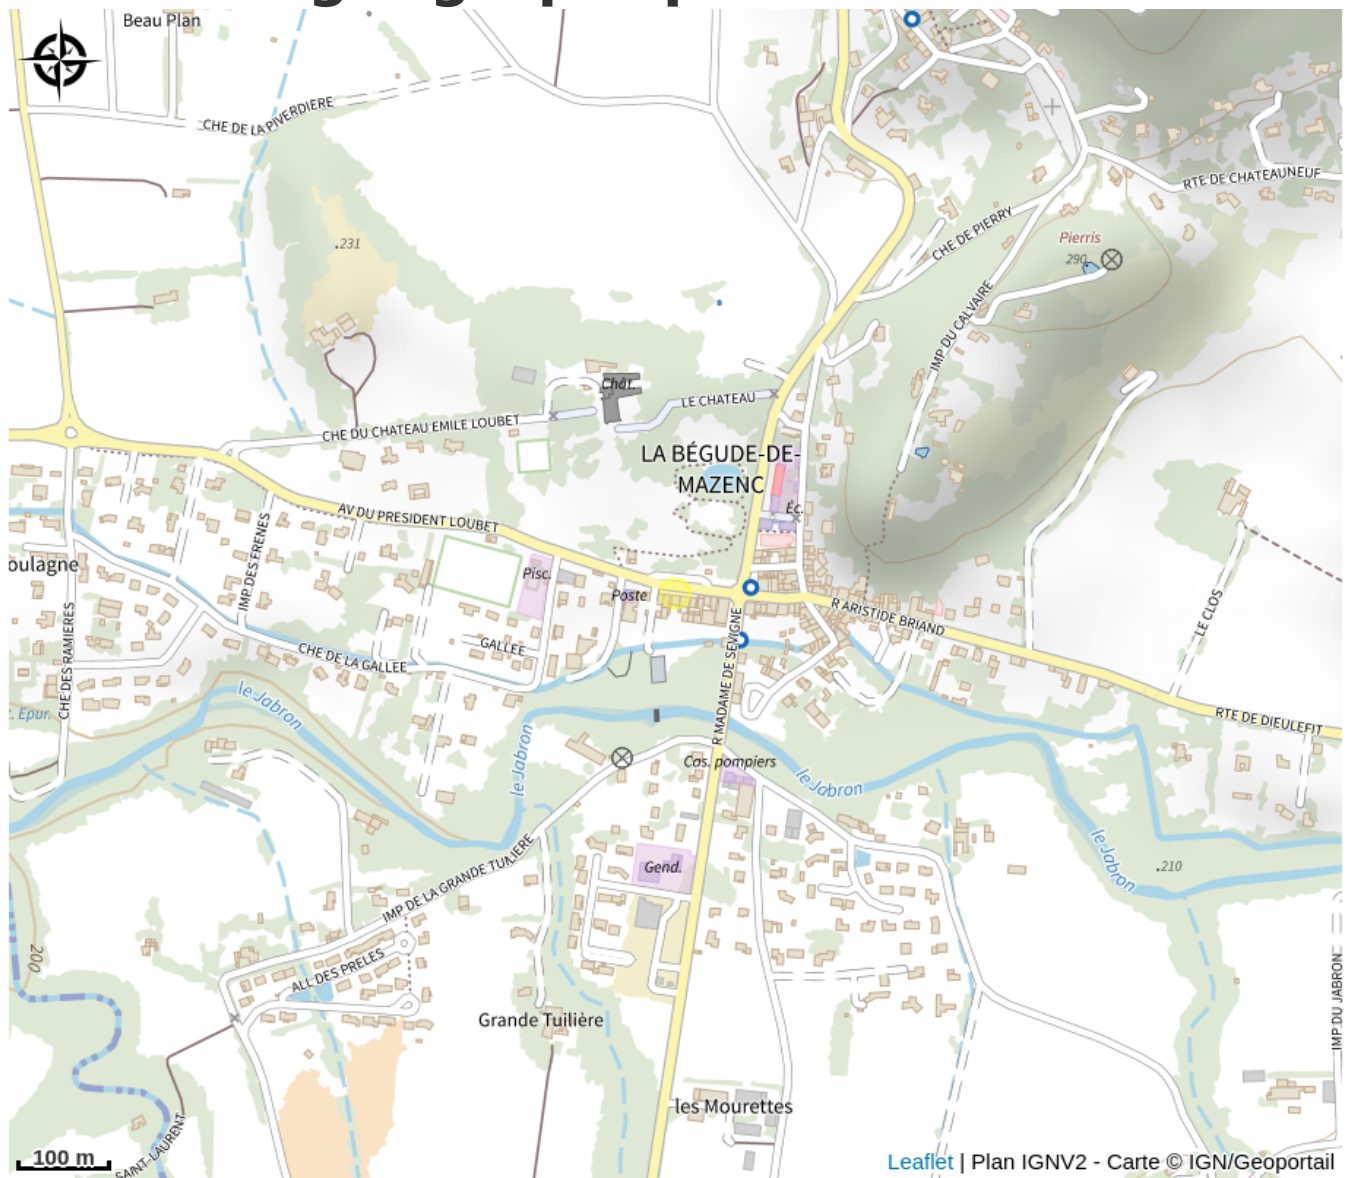 Beau Plan
CHE DE LA PIVERDIERE
RTE DE CHATEAUNEUF
CHE DE PIERRY
Pierris
290
.231
IMP DU CALVAIRE
Chât.
LE CHATEAU
CHE DU CHATEAU EMILE LOUBET
LA BÉGUDE-DE-
MAZENC
Éc.
AV DU PRESIDENT LOUBET
IMP DES FRENES
oulagne
Pisc.
Poste
R ARISTIDE BRIAND
LE CLOS
CHE DES RAMIERES
GALLEE
CHE DE LA GALLEE
R MADAME DE SEVIGNE
le Jabron
. Epur.
RTE DE DIEULEFIT
le Jabron
Cas. pompiers
le Jabron
le Jabron
.210
Gend.
IMP DE LA GRANDE TUILIERE
200
ALL DES PRELES
Grande Tuilière
IMP DU JABRON
les Mourettes
SAINT-LAURENT
100 m
Leaflet | Plan IGNV2 - Carte © IGN/Geoportail